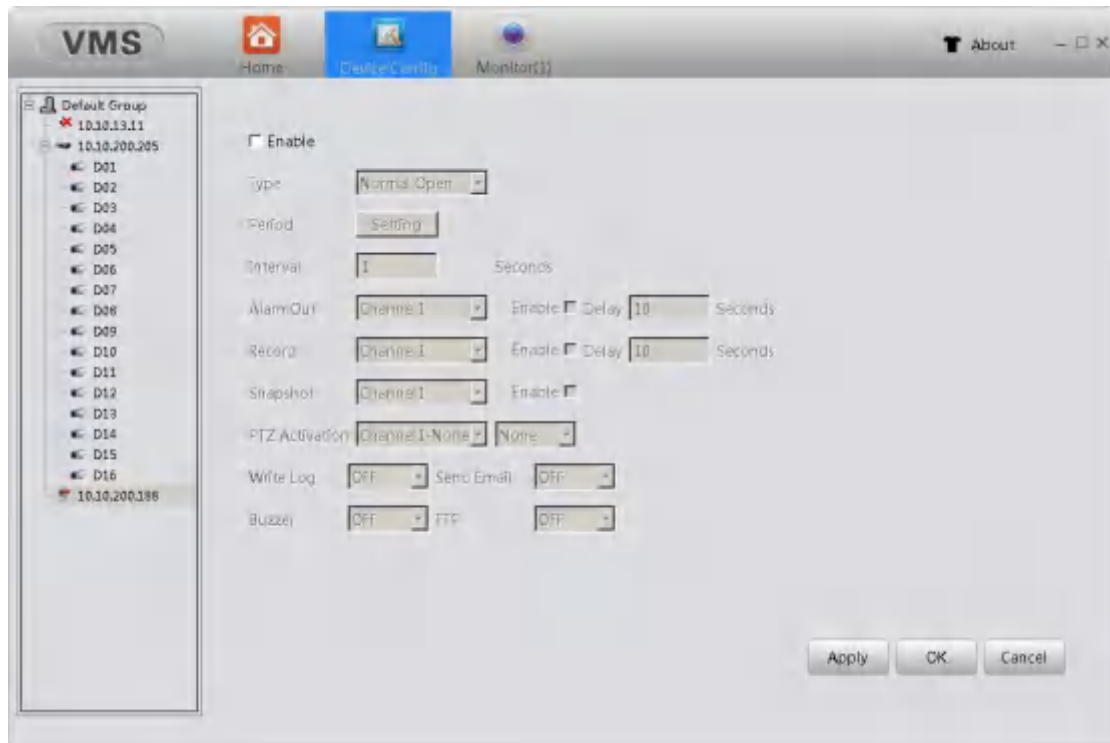 VMS
Home
Device Config
Monitor(1)
About
Default Group
10.10.13.11
10.10.200.205
D01
D02
D03
D04
D05
D06
D07
D08
D09
D10
D11
D12
D13
D14
D15
D16
10.10.200.188
Enable
Type Normal Open
Period Setting
Interval 1 Seconds
AlarmOut Channel 1 Enable Delay 10 Seconds
Record Channel 1 Enable Delay 10 Seconds
Snapshot Channel 1 Enable
PTZ Activation Channel 1-None None
Write Log OFF Send Email OFF
Buzzer OFF FTP OFF
Apply OK Cancel